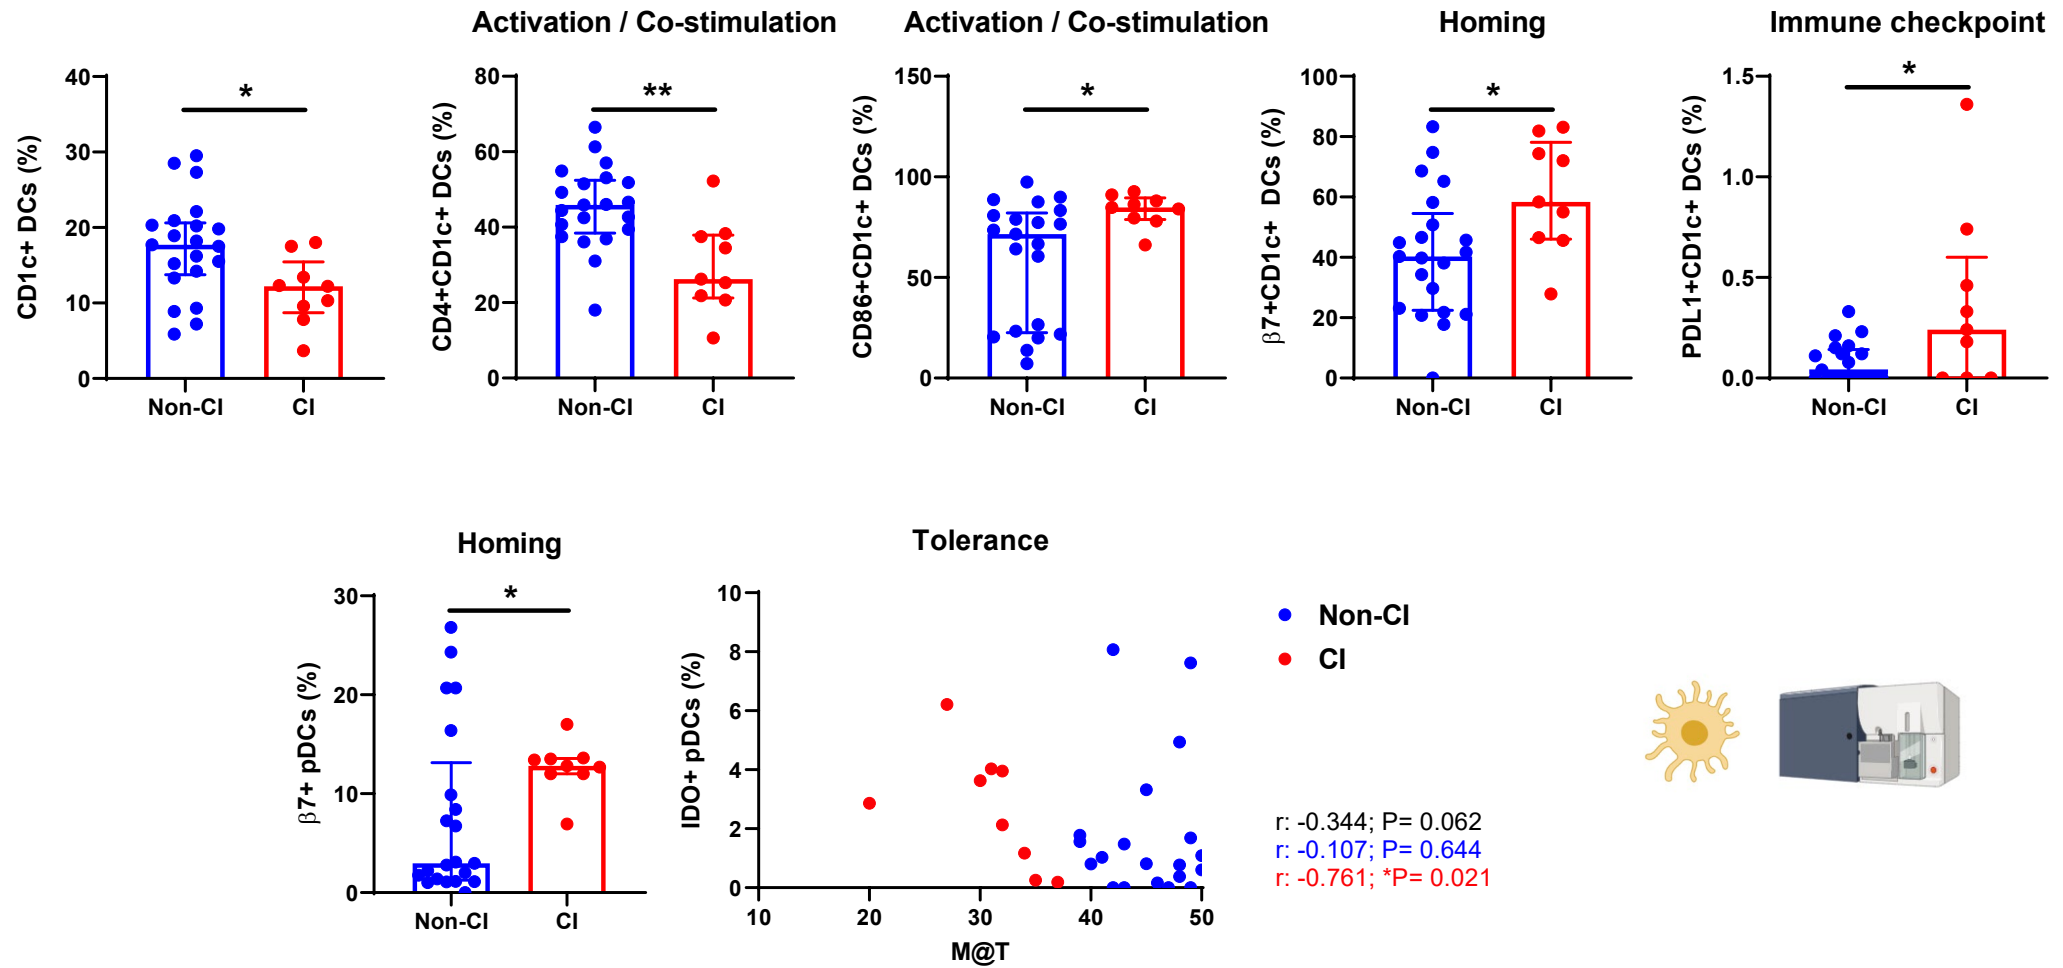 Activation / Co-stimulation
Activation / Co-stimulation
Homing
Immune checkpoint
CD1c+ DCs (%)
40
30
20
10
0
*
Non-CI
CI
CD4+CD1c+ DCs (%)
80
60
40
20
0
**
Non-CI
CI
CD86+CD1c+ DCs (%)
150
100
50
0
*
Non-CI
CI
β7+CD1c+ DCs (%)
100
80
60
40
20
0
*
Non-CI
CI
PDL1+CD1c+ DCs (%)
1.5
1.0
0.5
0.0
*
Non-CI
CI
Homing
β7+ pDCs (%)
30
20
10
0
*
Non-CI
CI
Tolerance
IDO+ pDCs (%)
10
8
6
4
2
0
10
20
30
40
50
M@T
Non-CI
CI
r: -0.344; P= 0.062
r: -0.107; P= 0.644
r: -0.761; *P= 0.021